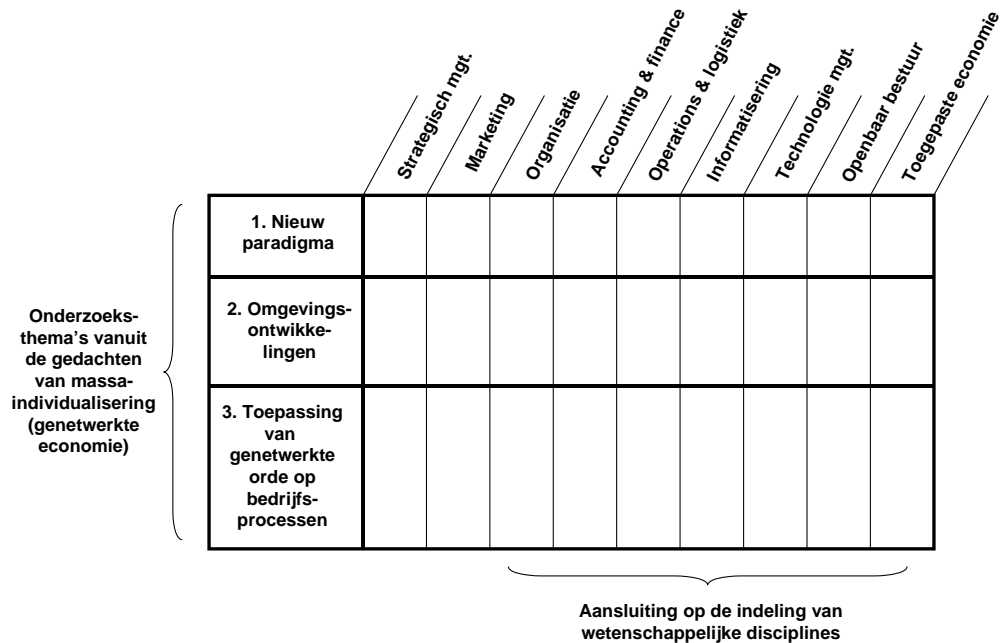 Strategisch mgt.
Marketing
Organisatie
Accounting & finance
Operations & logistiek
Informatisering
Technologie mgt.
Openbaar bestuur
Toegepaste economie
Onderzoeks-
thema's vanuit
de gedachten
van massa-
individualisering
(genetwerkte
economie)
1. Nieuw
paradigma
2. Omgevings-
ontwikke-
lingen
3. Toepassing
van
genetwerkte
orde op
bedrijfs-
processen
Aansluiting op de indeling van
wetenschappelijke disciplines